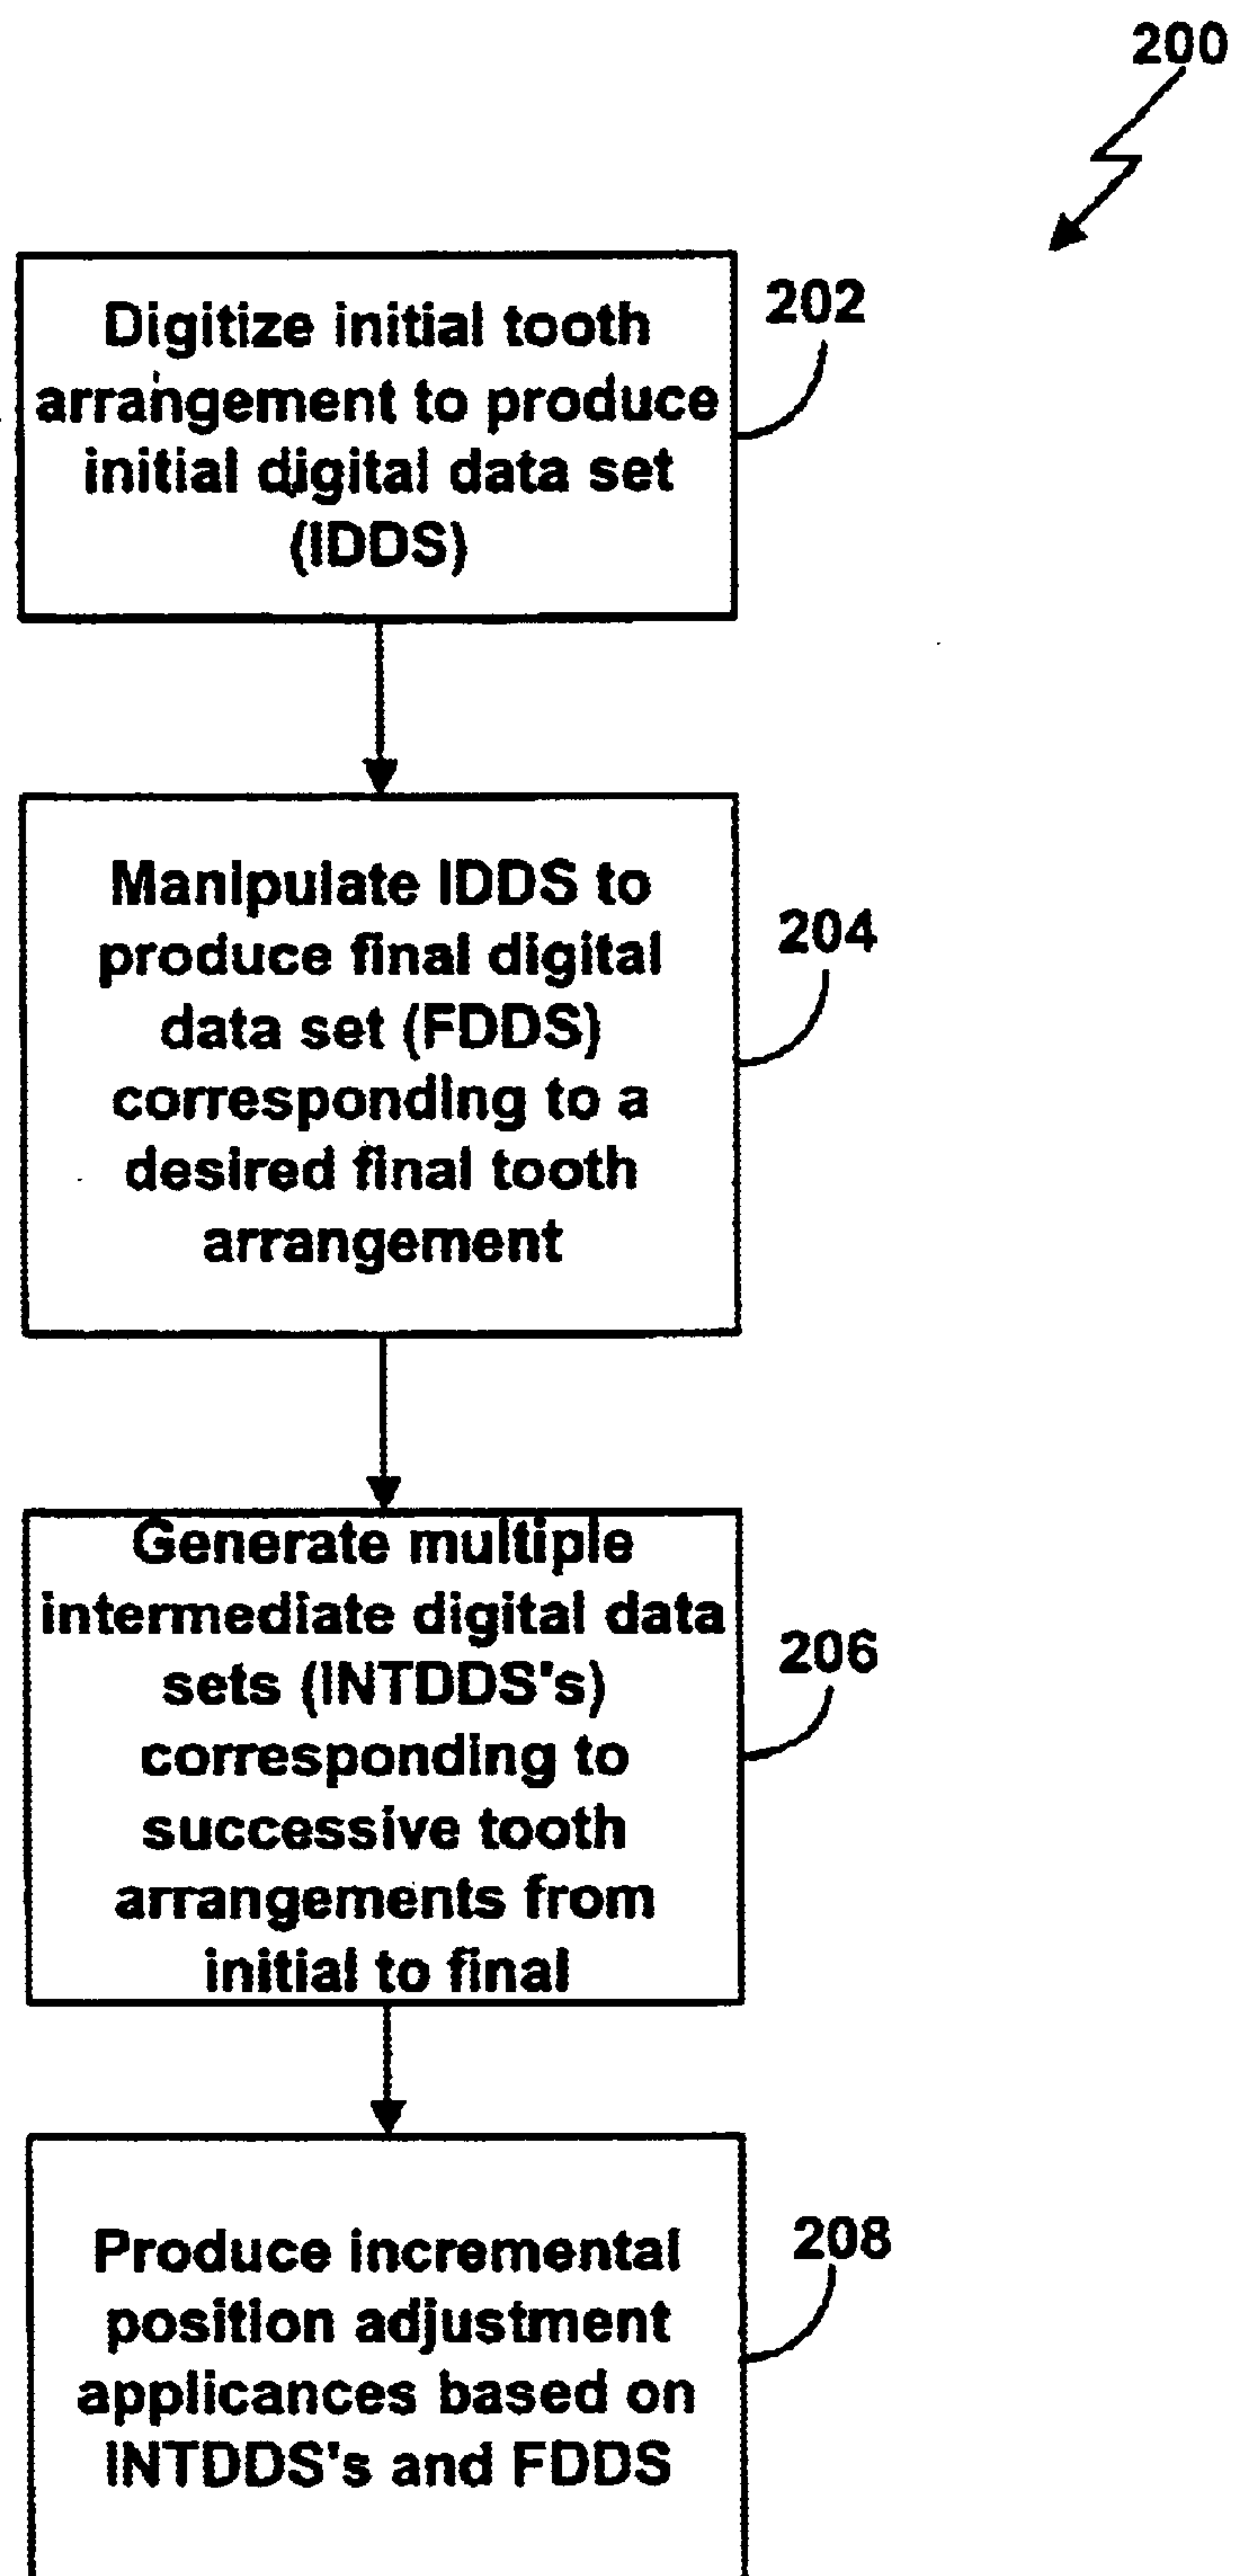 200
Digitize initial tooth
arrangement to produce
initial digital data set
(IDDS)
202
Manipulate IDDS to
produce final digital
data set (FDDS)
corresponding to a
desired final tooth
arrangement
204
Generate multiple
intermediate digital data
sets (INTDDS's)
corresponding to
successive tooth
arrangements from
initial to final
206
Produce incremental
position adjustment
applicances based on
INTDDS's and FDDS
208